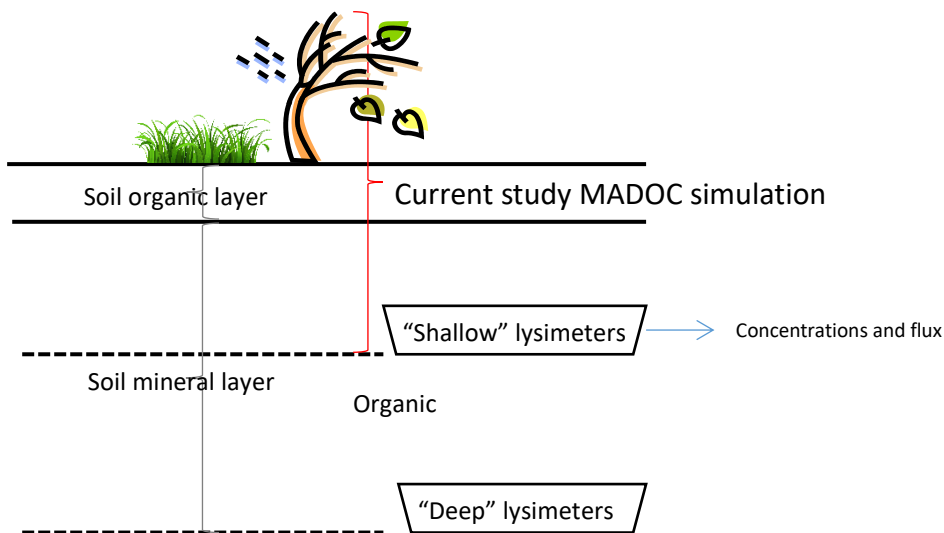 Soil organic layer
Current study MADOC simulation
“Shallow” lysimeters
Concentrations and flux
Soil mineral layer
Organic
“Deep” lysimeters